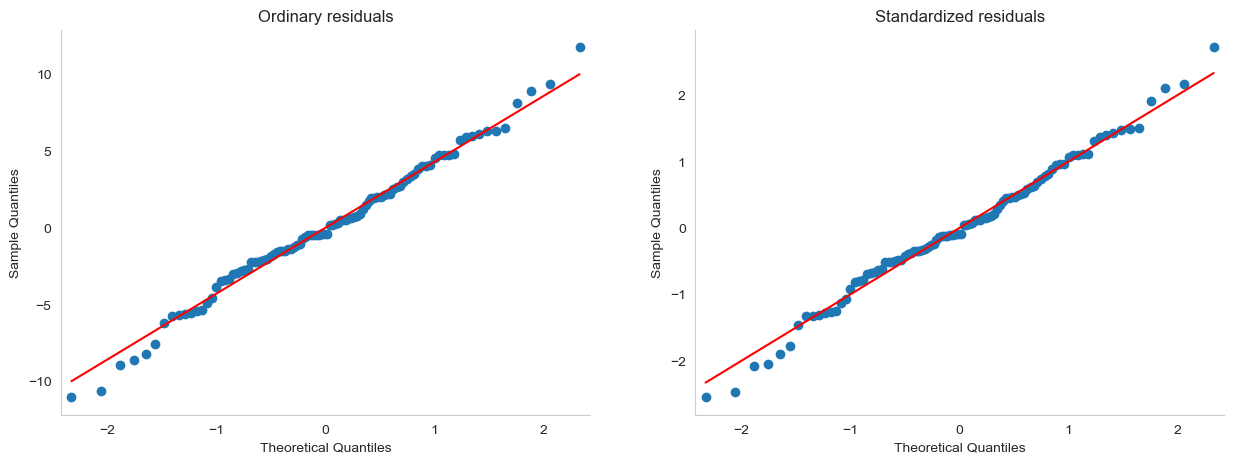 Ordinary residuals
10
5
0
−5
−10
Sample Quantiles
−2 −1 0 1 2
Theoretical Quantiles
Standardized residuals
2
1
0
−1
−2
Sample Quantiles
−2 −1 0 1 2
Theoretical Quantiles